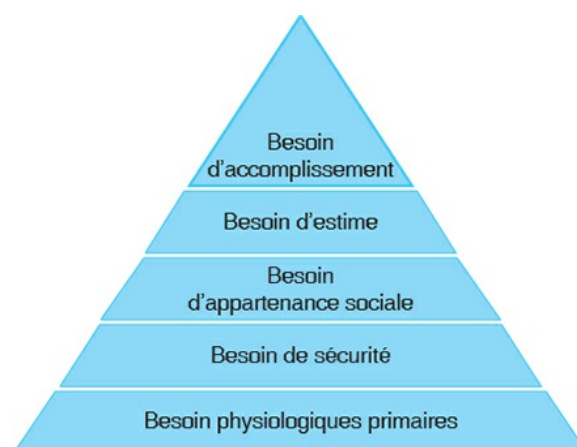 Besoin
d'accomplissement
Besoin d'estime
Besoin
d'appartenance sociale
Besoin de sécurité
Besoin physiologiques primaires